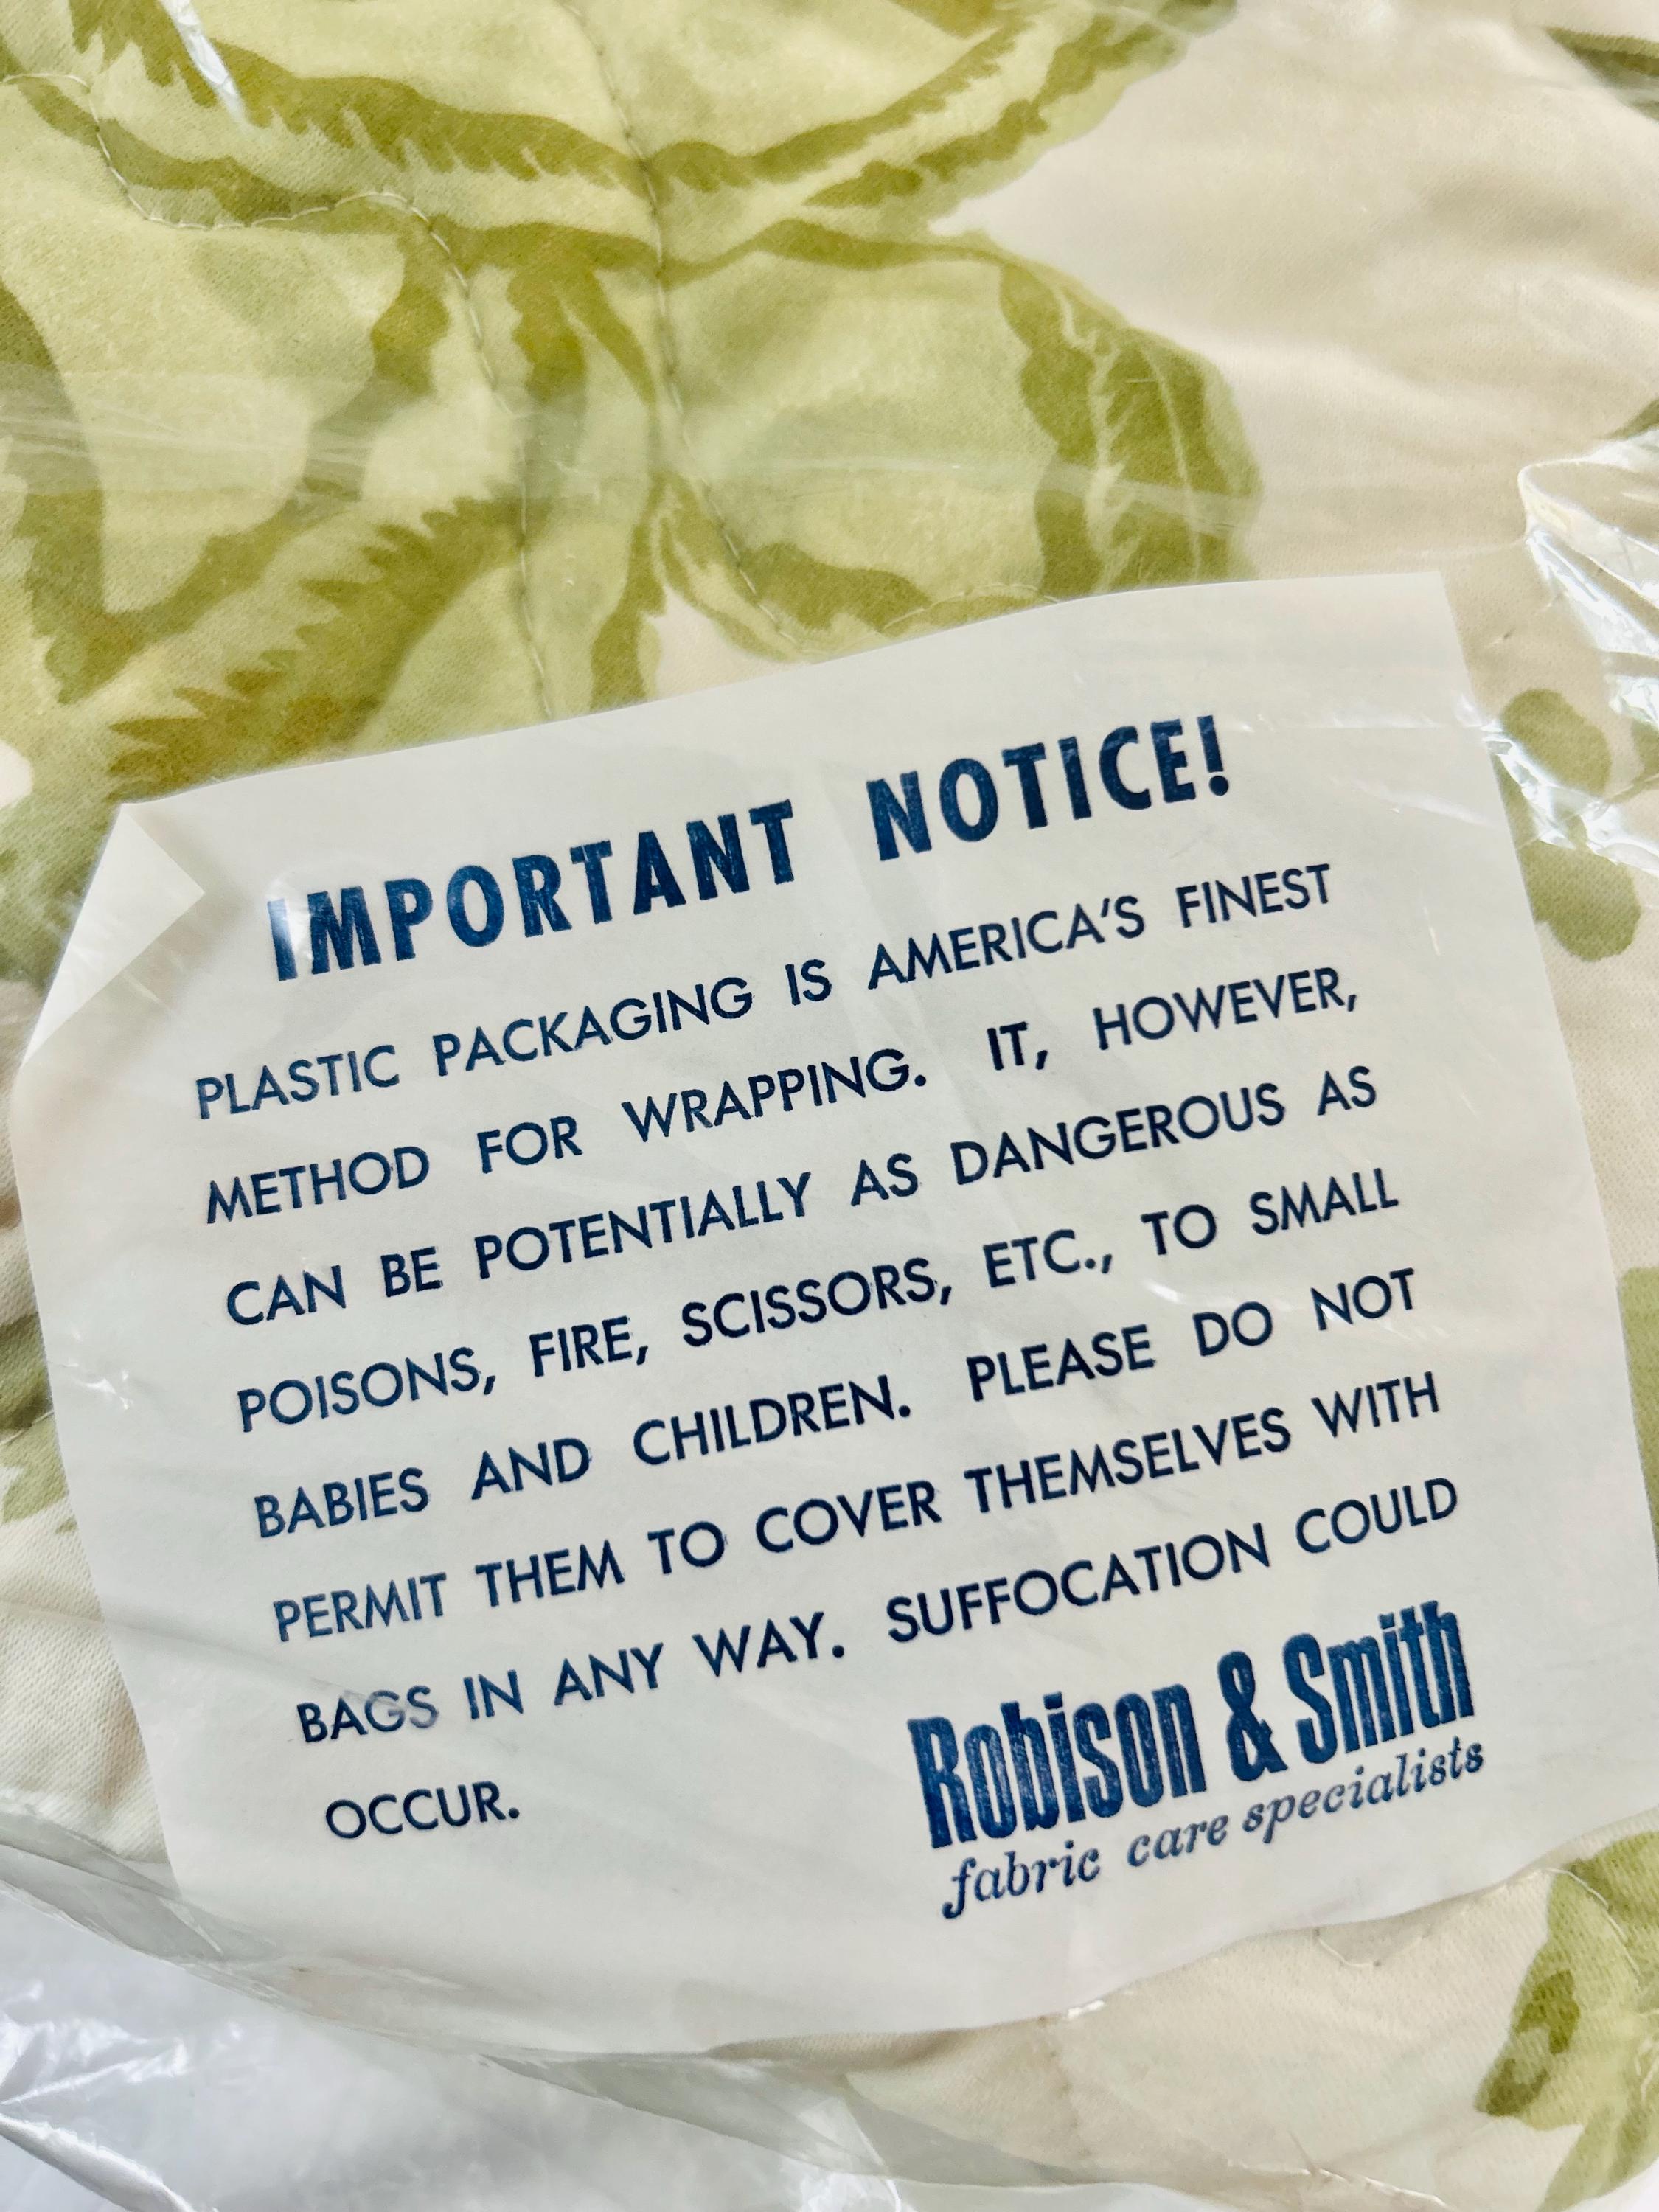 IMPORTANT NOTICE!
PLASTIC PACKAGING IS AMERICA'S FINEST
METHOD FOR WRAPPING. IT, HOWEVER,
CAN BE POTENTIALLY AS DANGEROUS AS
POISONS, FIRE, SCISSORS, ETC., TO SMALL
BABIES AND CHILDREN. PLEASE DO NOT
PERMIT THEM TO COVER THEMSELVES WITH
BAGS IN ANY WAY. SUFFOCATION COULD
OCCUR.
Robison & Smith
fabric care specialists